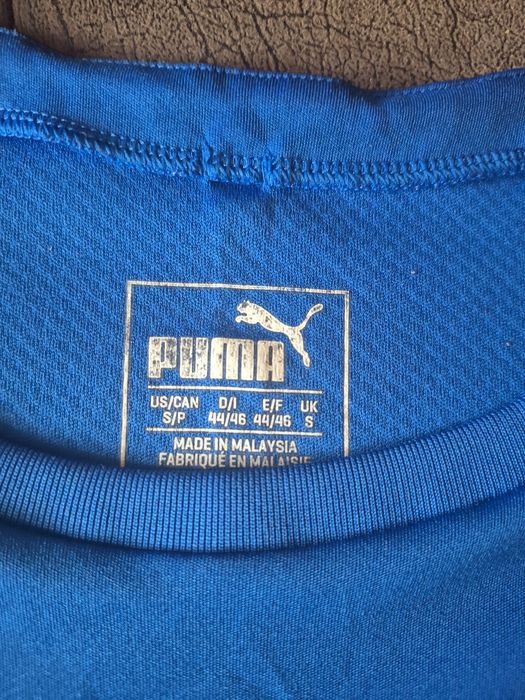 PUMA
US/CAN D/I E/F UK
S/P 44/46 44/46 S
MADE IN MALAYSIA
FABRIQUÉ EN MALAISIE